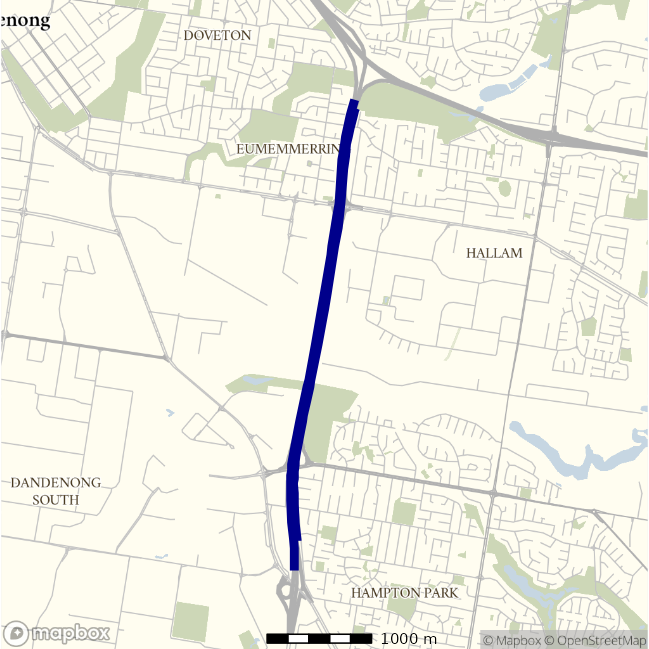 enong
DOVETON
EUMEMMERRIN
HALLAM
DANDENONG
SOUTH
HAMPTON PARK
mapbox
1000 m
© Mapbox © OpenStreetMap